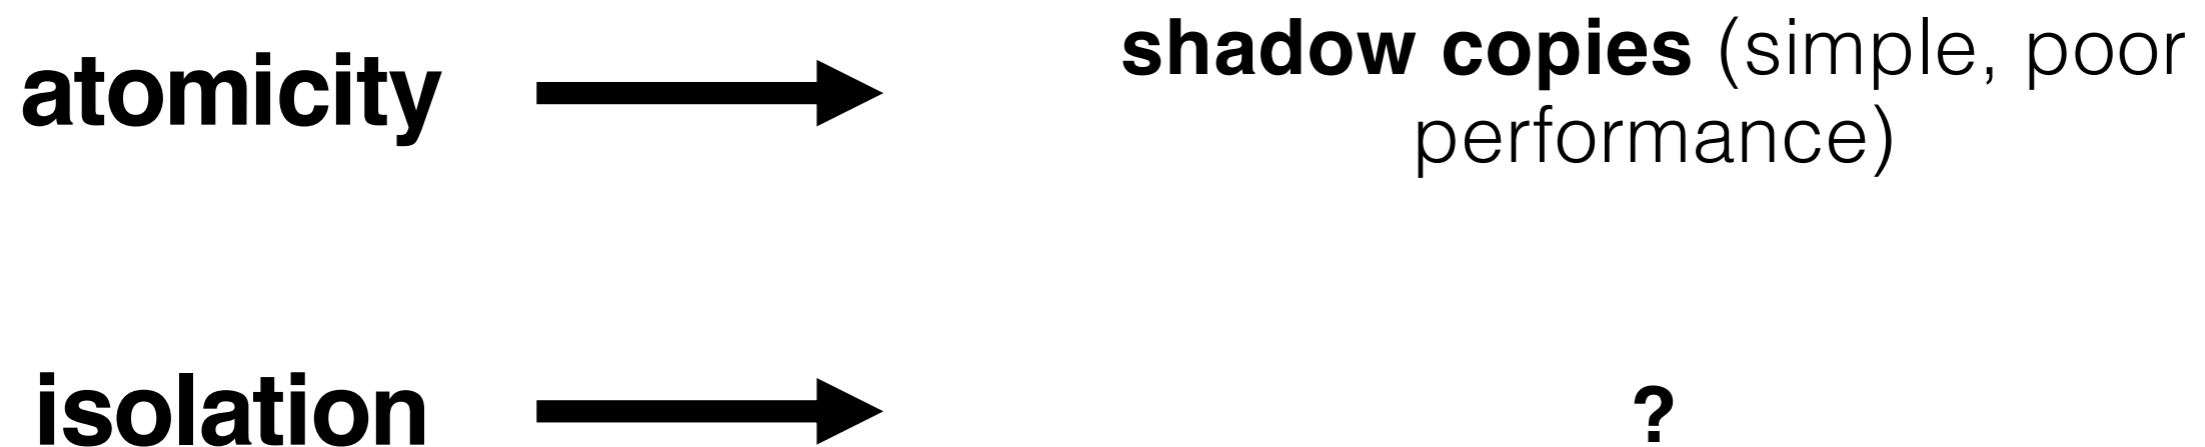 atomicity
shadow copies (simple, poor
performance)
isolation
?